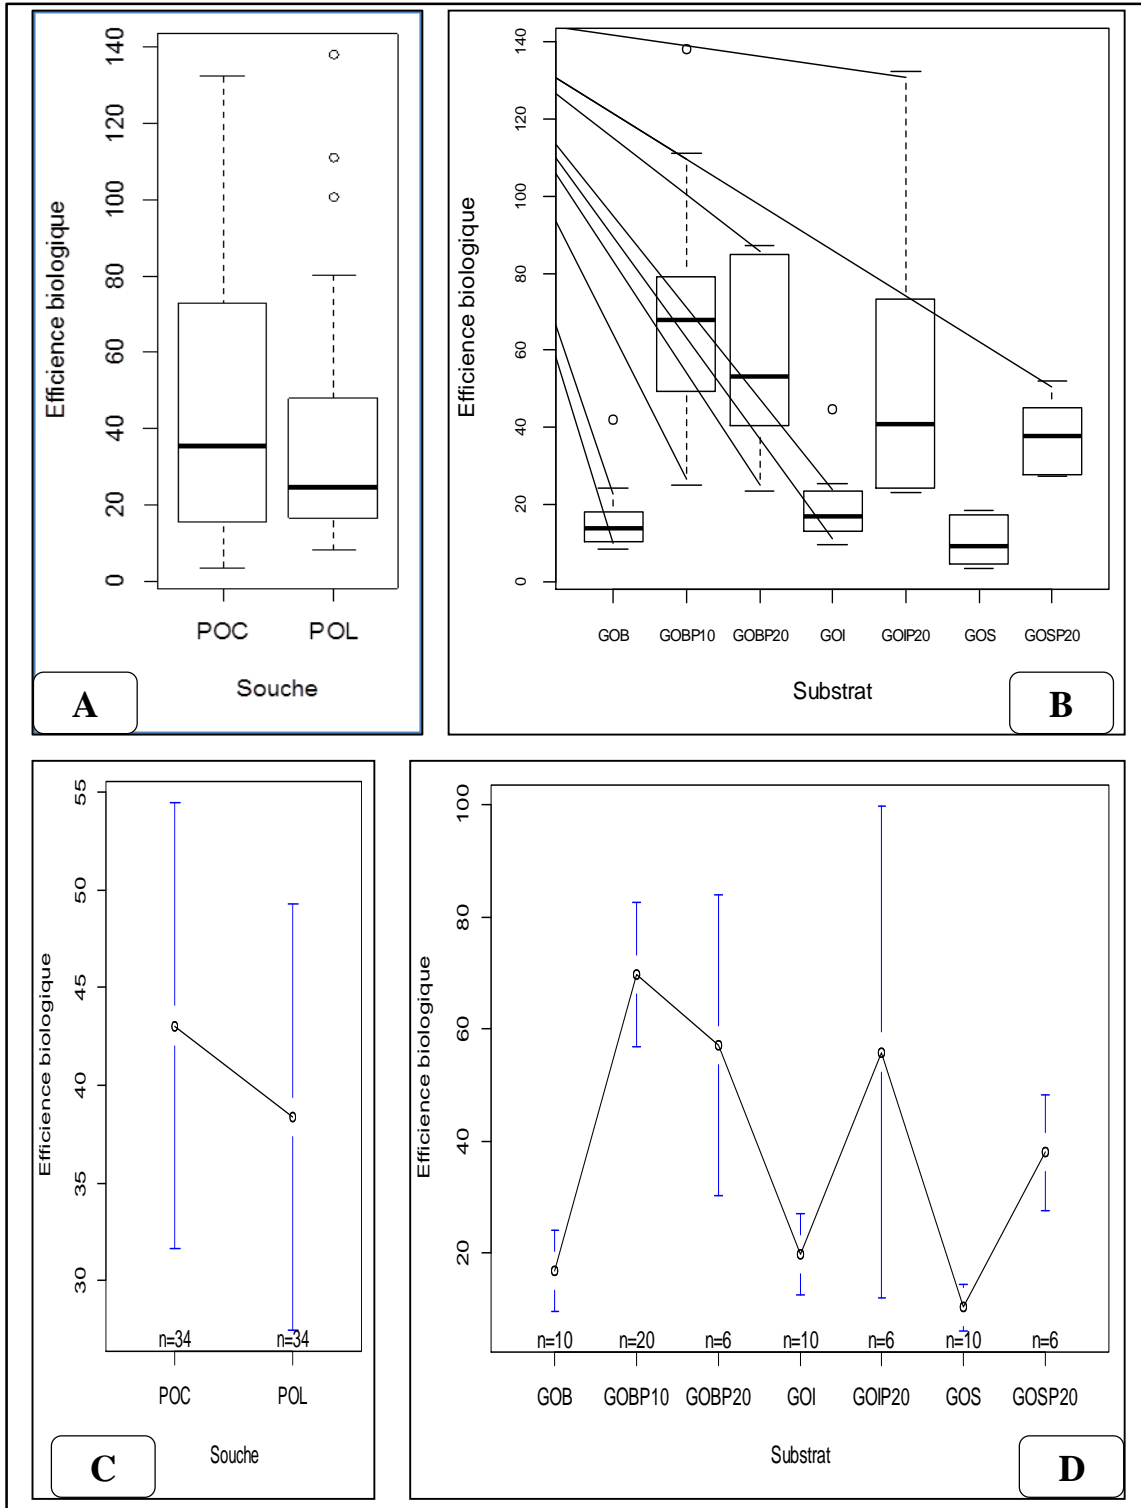 Efficience biologique
140
120
100
80
60
40
20
0
POC POL
Souche
A
Efficience biologique
140
120
100
80
60
40
20
0
GOB GOBP10 GOBP20 GOI GOIP20 GOS GOSP20
Substrat
B
Efficience biologique
55
50
45
40
35
30
n=34 n=34
POC POL
Souche
C
Efficience biologique
100
80
60
40
20
n=10 n=20 n=6 n=10 n=6 n=10 n=6
GOB GOBP10 GOBP20 GOI GOIP20 GOS GOSP20
Substrat
D